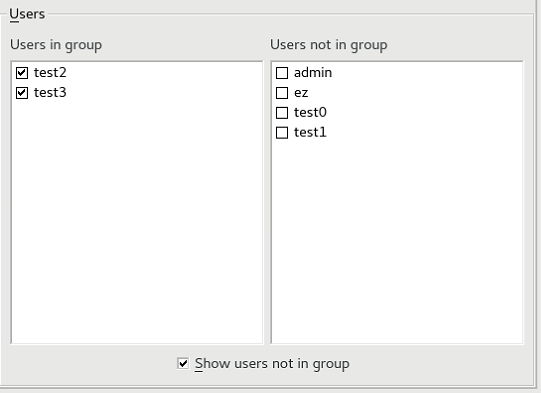 Users
Users in group
test2
test3
Users not in group
admin
ez
test0
test1
Show users not in group